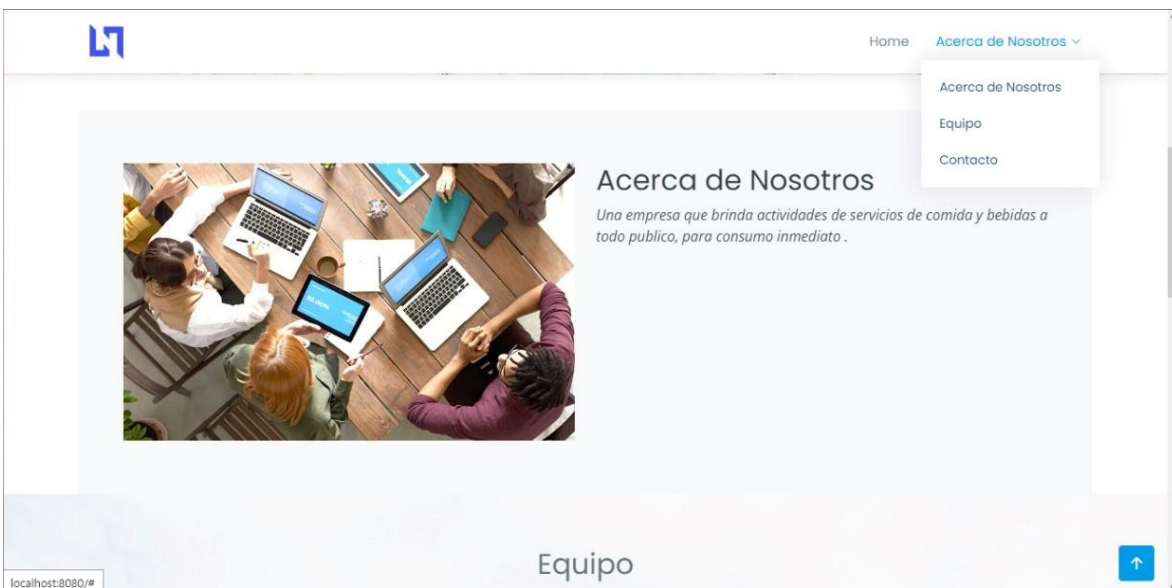 Home
Acerca de Nosotros
Acerca de Nosotros
Equipo
Contacto
Acerca de Nosotros
Una empresa que brinda actividades de servicios de comida y bebidas a
todo publico, para consumo inmediato .
Equipo
localhost:8080/#